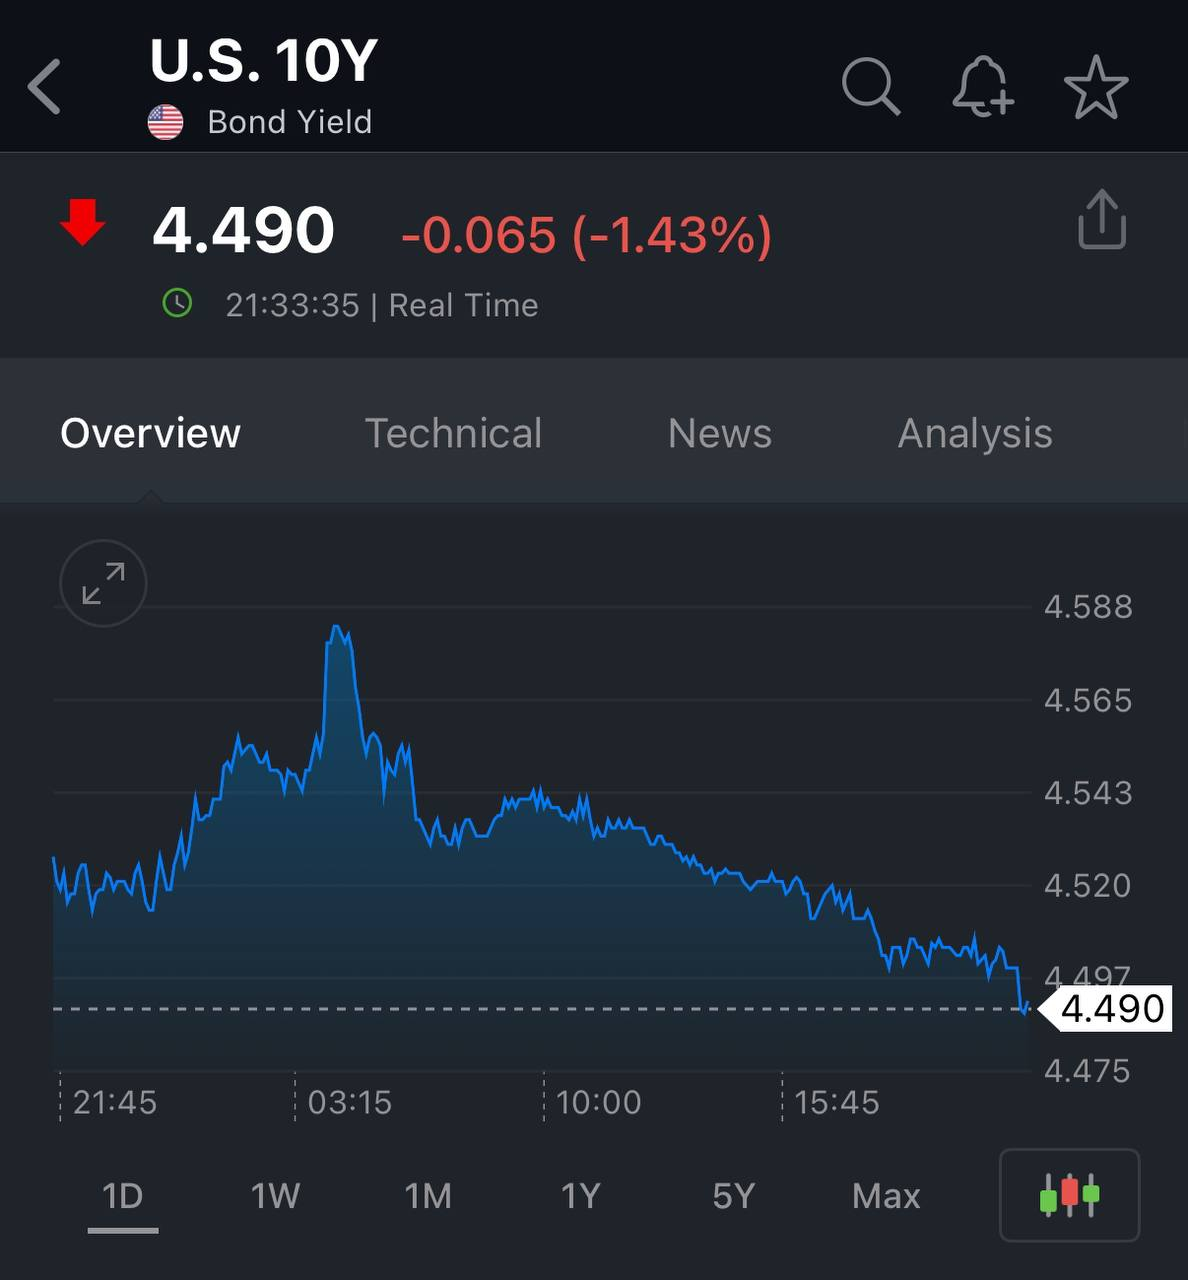 U.S. 10Y
Bond Yield
4.490 -0.065 (-1.43%)
21:33:35 | Real Time
Overview Technical News Analysis
4.588
4.565
4.543
4.520
4.497
4.490
4.475
21:45 03:15 10:00 15:45
1D 1W 1M 1Y 5Y Max